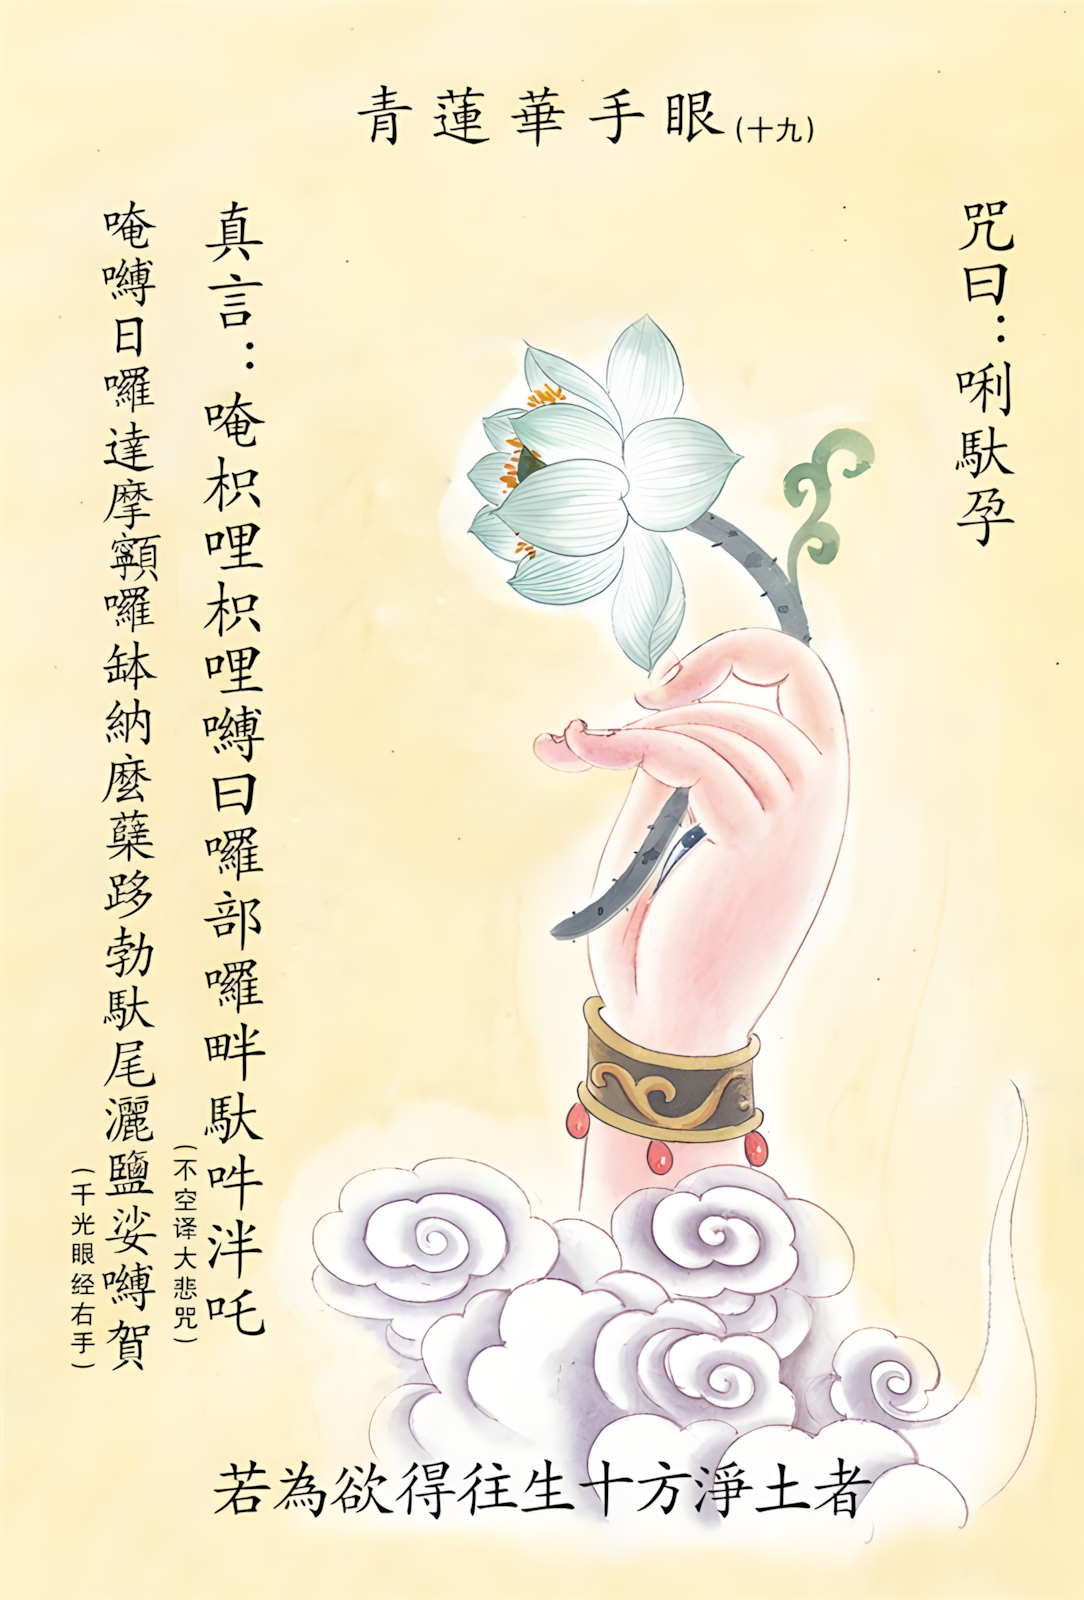 青蓮華手眼(十九)
咒曰：唎馱孕
真言：唵枳哩枳哩嚩曰囉部囉畔馱吽泮吒
(不空译大悲咒)
唵嚩日囉達摩顐囉缽納麼蘖跢勃馱尾灑鹽娑嚩賀
(千光眼经右手)
若為欲得往生十方淨土者